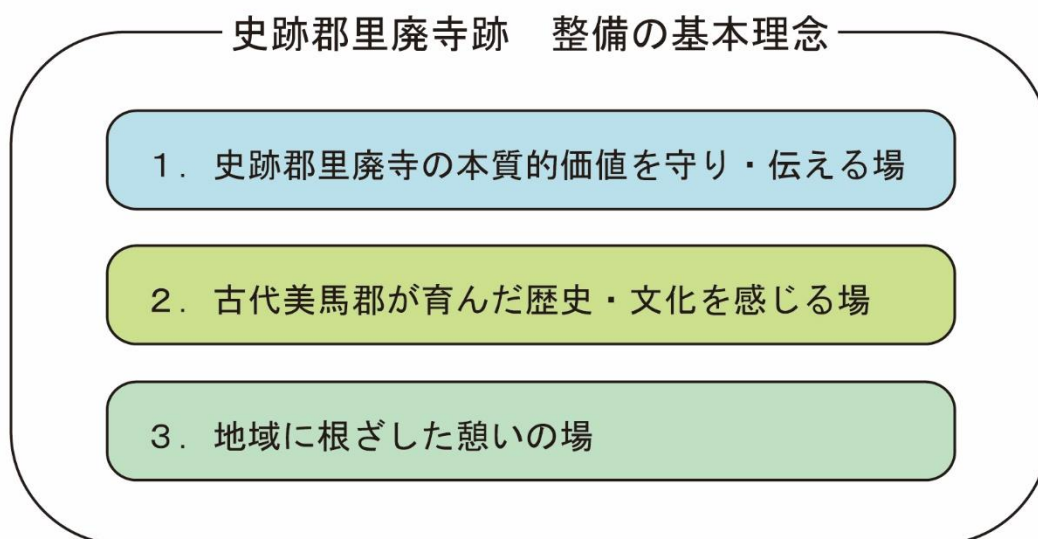 史跡郡里廃寺跡　整備の基本理念
１．史跡郡里廃寺の本質的価値を守り・伝える場
２．古代美馬郡が育んだ歴史・文化を感じる場
３．地域に根ざした憩いの場